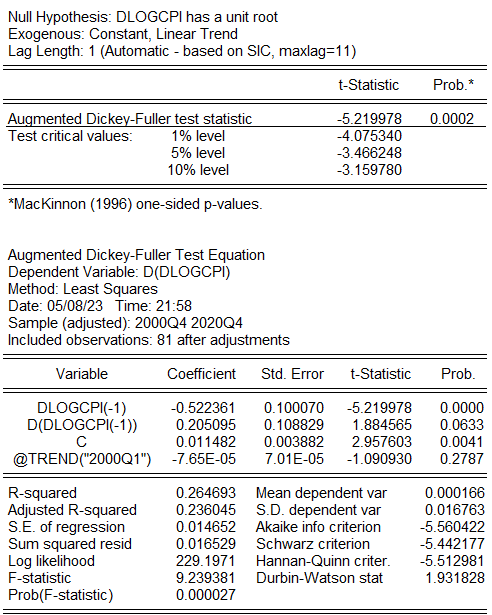 Null Hypothesis: DLOGCPI has a unit root
Exogenous: Constant, Linear Trend
Lag Length: 1 (Automatic - based on SIC, maxlag=11)
t-Statistic Prob.*
Augmented Dickey-Fuller test statistic -5.219978 0.0002
Test critical values: 1% level -4.075340
5% level -3.466248
10% level -3.159780
*MacKinnon (1996) one-sided p-values.
Augmented Dickey-Fuller Test Equation
Dependent Variable: D(DLOGCPI)
Method: Least Squares
Date: 05/08/23 Time: 21:58
Sample (adjusted): 2000Q4 2020Q4
Included observations: 81 after adjustments
Variable Coefficient Std. Error t-Statistic Prob.
DLOGCPI(-1) -0.522361 0.100070 -5.219978 0.0000
D(DLOGCPI(-1)) 0.205095 0.108829 1.884565 0.0633
C 0.011482 0.003882 2.957603 0.0041
@TREND("2000Q1") -7.65E-05 7.01E-05 -1.090930 0.2787
R-squared 0.264693 Mean dependent var 0.000166
Adjusted R-squared 0.236045 S.D. dependent var 0.016763
S.E. of regression 0.014652 Akaike info criterion -5.560422
Sum squared resid 0.016529 Schwarz criterion -5.442177
Log likelihood 229.1971 Hannan-Quinn criter. -5.512981
F-statistic 9.239381 Durbin-Watson stat 1.931828
Prob(F-statistic) 0.000027